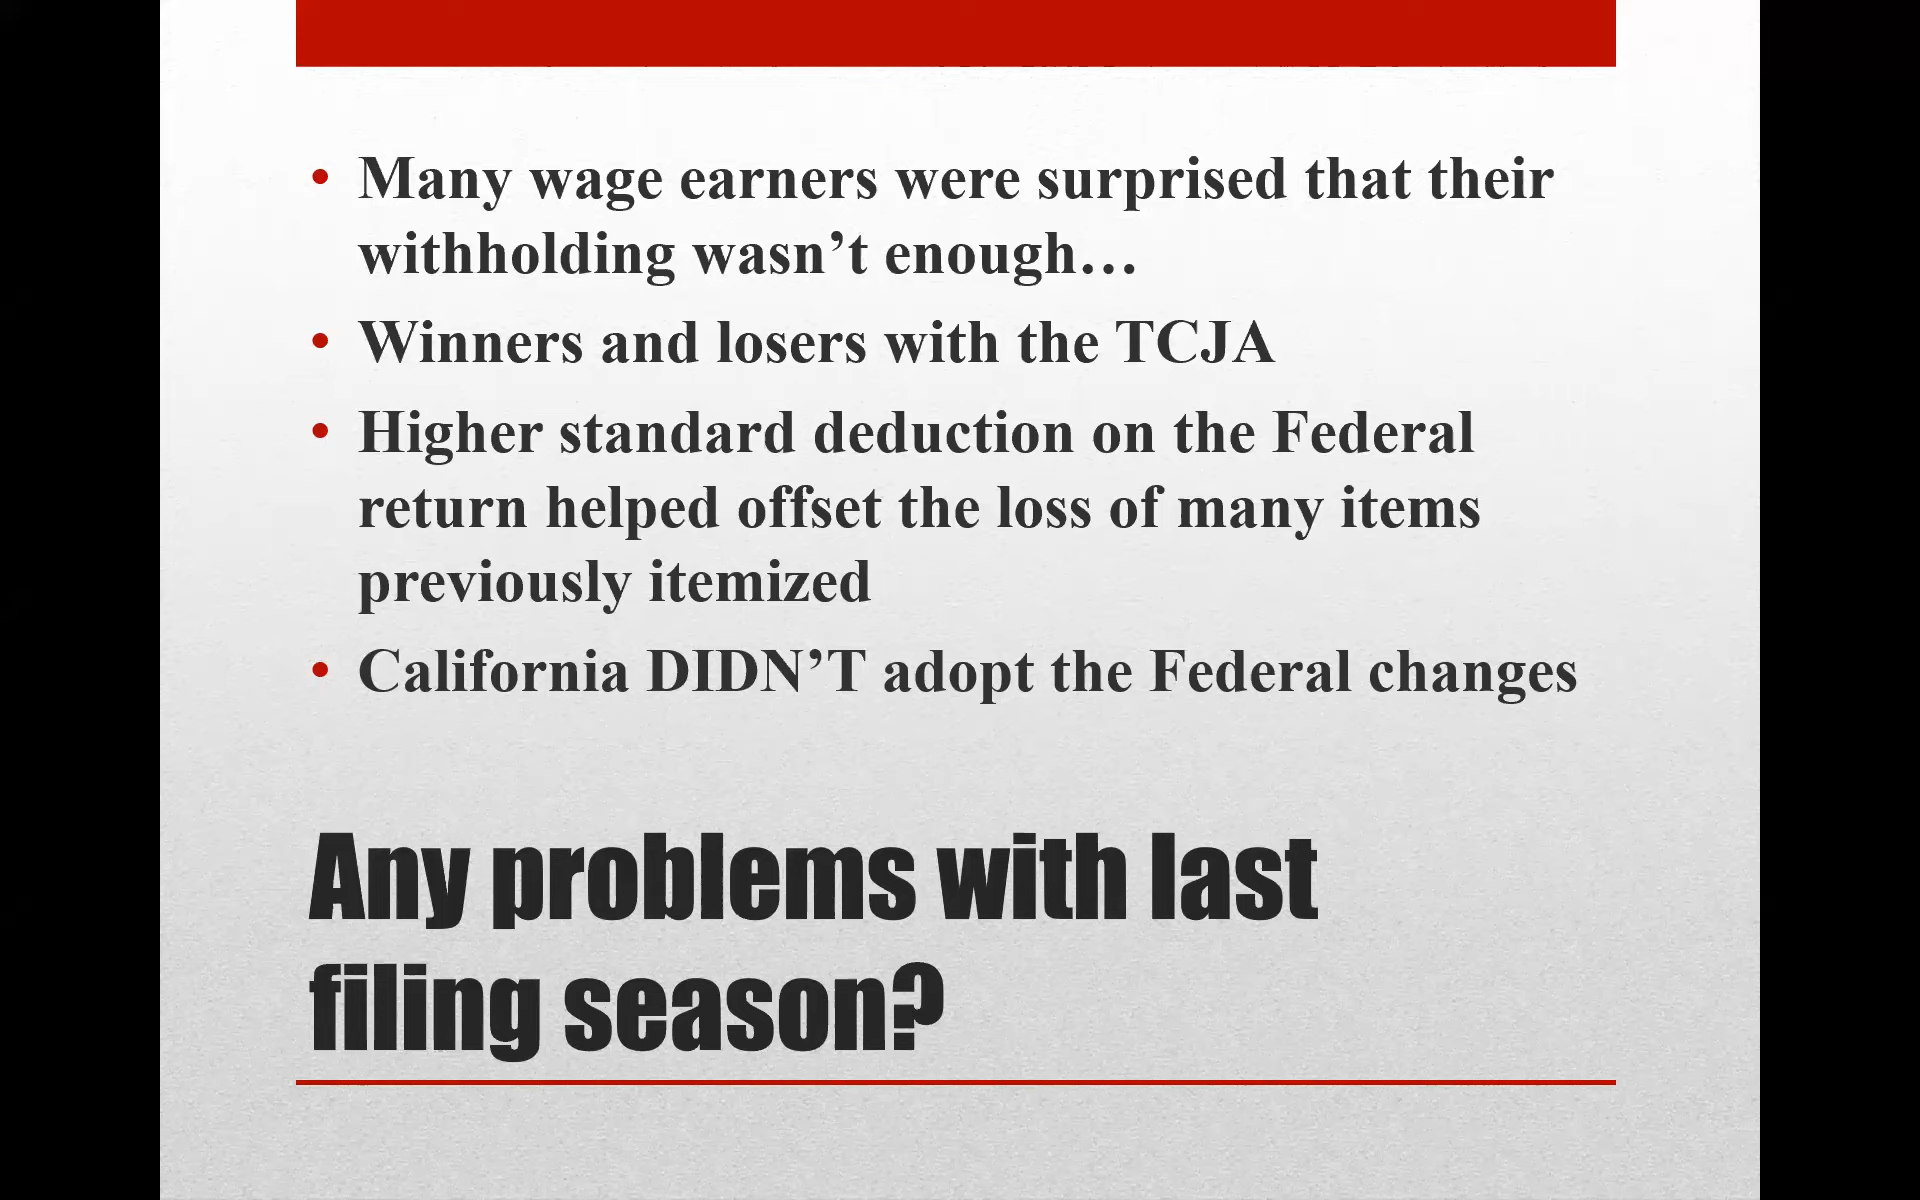 • Many wage earners were surprised that their
withholding wasn’t enough…
• Winners and losers with the TCJA
• Higher standard deduction on the Federal
return helped offset the loss of many items
previously itemized
• California DIDN’T adopt the Federal changes
Any problems with last
filing season?